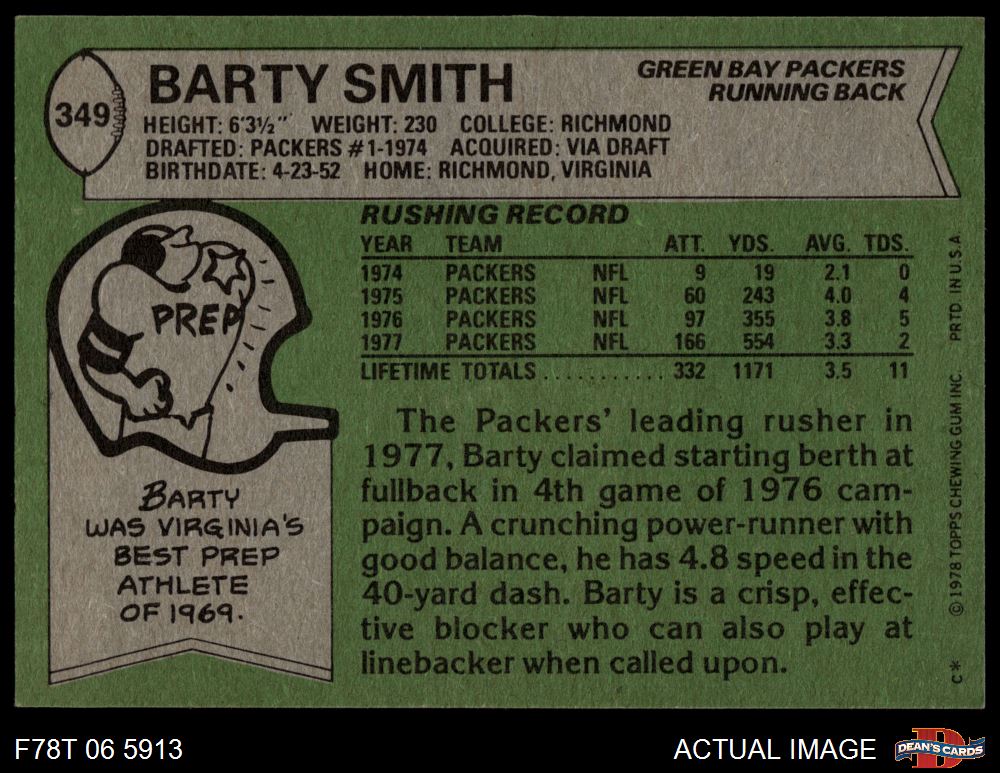 349
BARTY SMITH
GREEN BAY PACKERS
RUNNING BACK
HEIGHT: 6'3½" WEIGHT: 230 COLLEGE: RICHMOND
DRAFTED: PACKERS #1-1974 ACQUIRED: VIA DRAFT
BIRTHDATE: 4-23-52 HOME: RICHMOND, VIRGINIA
RUSHING RECORD
YEAR TEAM ATT. YDS. AVG. TDS.
1974 PACKERS NFL 9 19 2.1 0
1975 PACKERS NFL 60 243 4.0 4
1976 PACKERS NFL 97 355 3.8 5
1977 PACKERS NFL 166 554 3.3 2
LIFETIME TOTALS ........... 332 1171 3.5 11
PREP
BARTY
WAS VIRGINIA'S
BEST PREP
ATHLETE
OF 1969.
The Packers' leading rusher in
1977, Barty claimed starting berth at
fullback in 4th game of 1976 cam-
paign. A crunching power-runner with
good balance, he has 4.8 speed in the
40-yard dash. Barty is a crisp, effec-
tive blocker who can also play at
linebacker when called upon.
C* © 1978 TOPPS CHEWING GUM INC. PRTD. IN U.S.A.
F78T 06 5913
ACTUAL IMAGE
D
DEAN'S CARDS